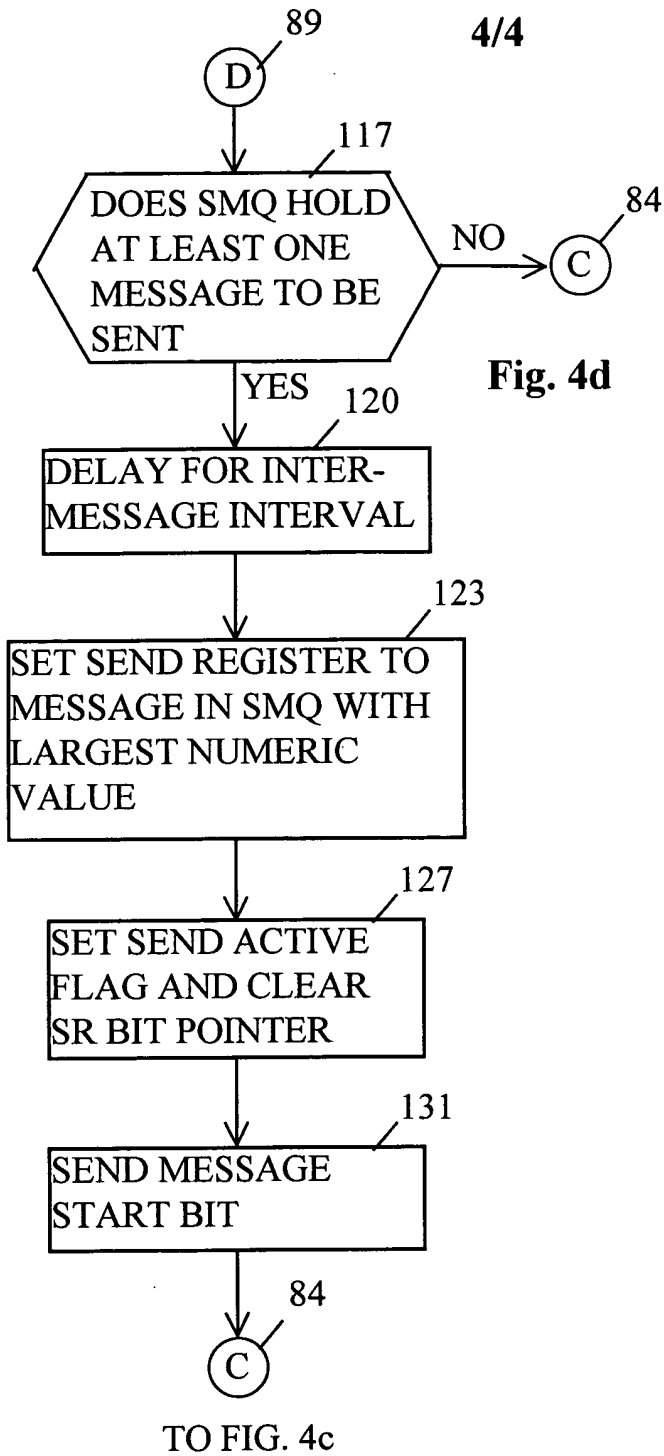 89
4/4
D
117
DOES SMQ HOLD
AT LEAST ONE
MESSAGE TO BE
SENT
NO
84
C
YES
Fig. 4d
120
DELAY FOR INTER-
MESSAGE INTERVAL
123
SET SEND REGISTER TO
MESSAGE IN SMQ WITH
LARGEST NUMERIC
VALUE
127
SET SEND ACTIVE
FLAG AND CLEAR
SR BIT POINTER
131
SEND MESSAGE
START BIT
84
C
TO FIG. 4c